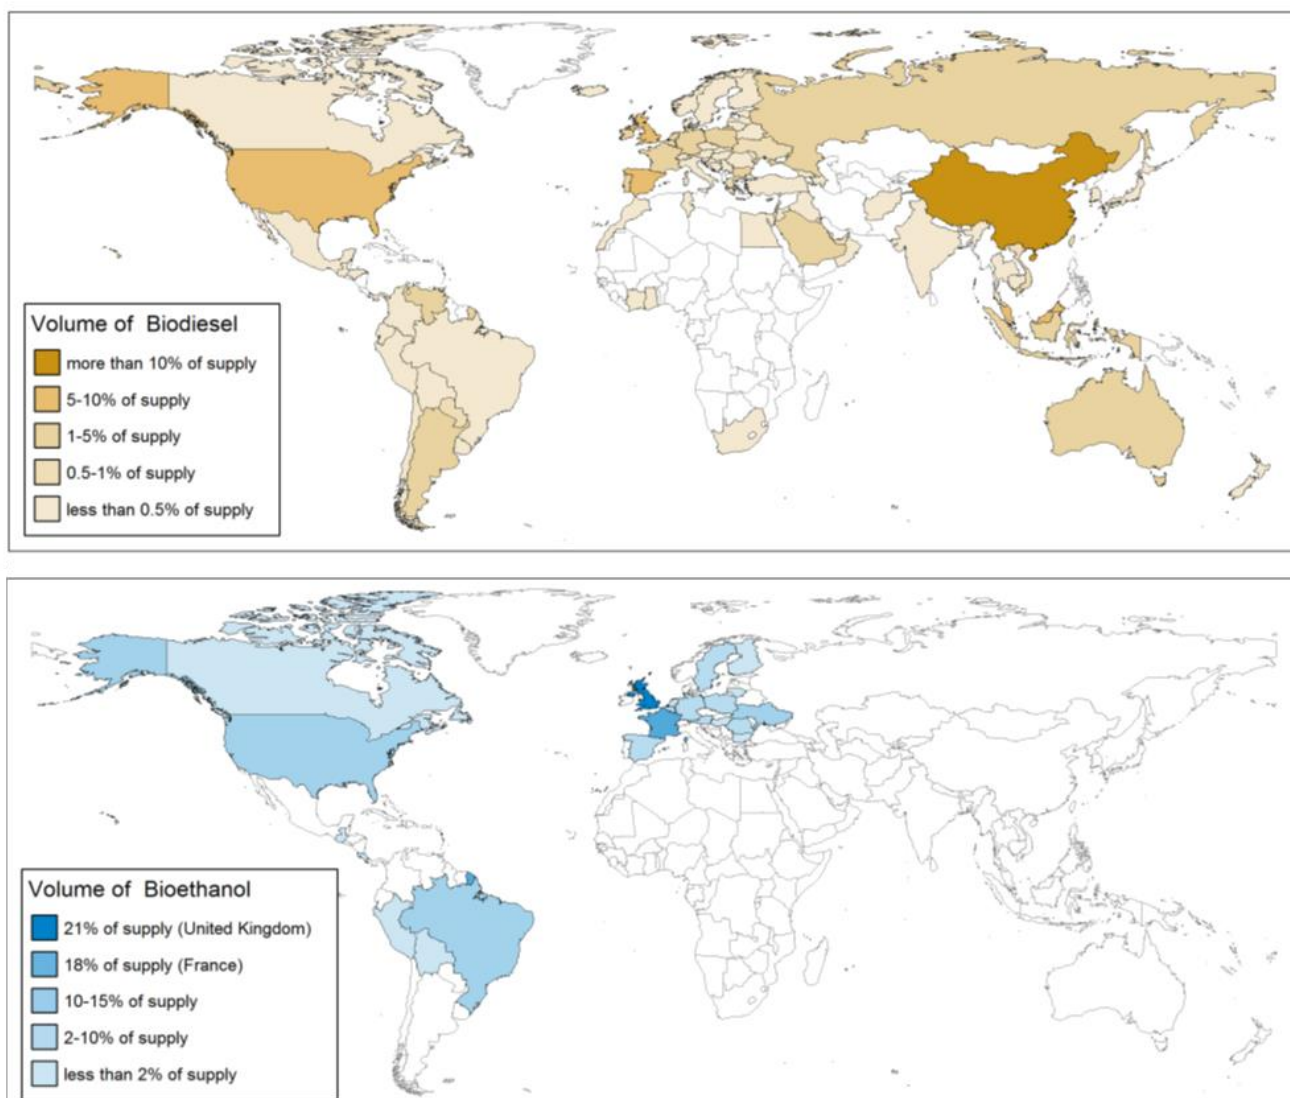 Volume of Biodiesel
more than 10% of supply
5-10% of supply
1-5% of supply
0.5-1% of supply
less than 0.5% of supply
Volume of Bioethanol
21% of supply (United Kingdom)
18% of supply (France)
10-15% of supply
2-10% of supply
less than 2% of supply